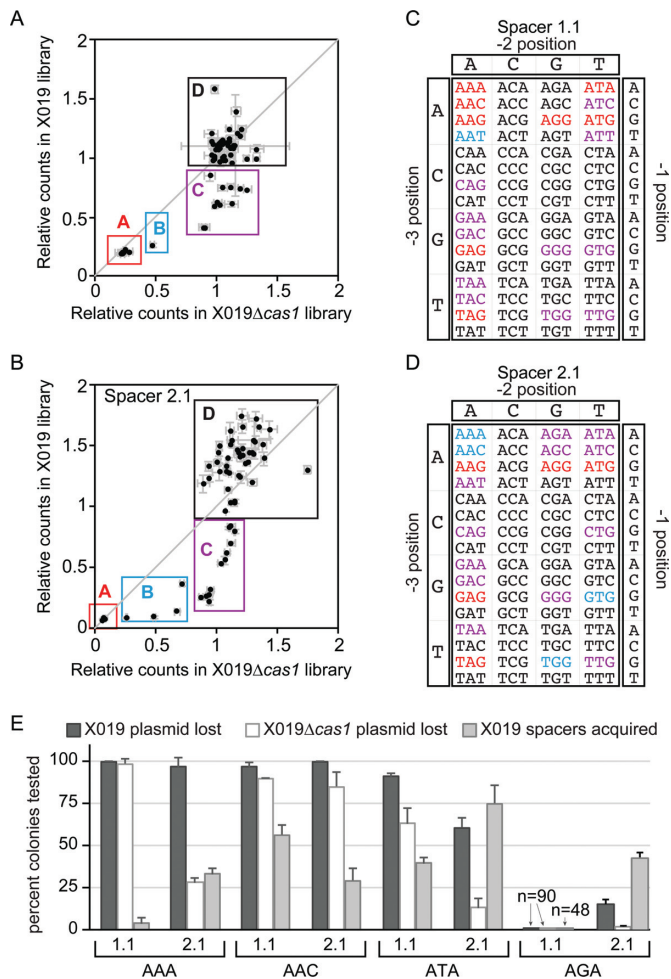 A
Relative counts in X019 library
2
1.5
1
0.5
0
D
C
A
B
0 0.5 1 1.5 2
Relative counts in X019Δcas1 library
B
Relative counts in X019 library
2
1.5
1
0.5
0
Spacer 2.1
D
C
A
B
0 0.5 1 1.5 2
Relative counts in X019Δcas1 library
C
Spacer 1.1
-2 position
A C G T
-3 position
-1 position
A
AAA ACA AGA ATA A
AAC ACC AGC ATC C
AAG ACG AGG ATG G
AAT ACT AGT ATT T
C
CAA CCA CGA CTA A
CAC CCC CGC CTC C
CAG CCG CGG CTG G
CAT CCT CGT CTT T
G
GAA GCA GGA GTA A
GAC GCC GGC GTC C
GAG GCG GGG GTG G
GAT GCT GGT GTT T
T
TAA TCA TGA TTA A
TAC TCC TGC TTC C
TAG TCG TGG TTG G
TAT TCT TGT TTT T
D
Spacer 2.1
-2 position
A C G T
-3 position
-1 position
A
AAA ACA AGA ATA A
AAC ACC AGC ATC C
AAG ACG AGG ATG G
AAT ACT AGT ATT T
C
CAA CCA CGA CTA A
CAC CCC CGC CTC C
CAG CCG CGG CTG G
CAT CCT CGT CTT T
G
GAA GCA GGA GTA A
GAC GCC GGC GTC C
GAG GCG GGG GTG G
GAT GCT GGT GTT T
T
TAA TCA TGA TTA A
TAC TCC TGC TTC C
TAG TCG TGG TTG G
TAT TCT TGT TTT T
E
X019 plasmid lost X019Δcas1 plasmid lost X019 spacers acquired
percent colonies tested
100
75
50
25
0
n=90
n=48
1.1 2.1 1.1 2.1 1.1 2.1 1.1 2.1
AAA AAC ATA AGA